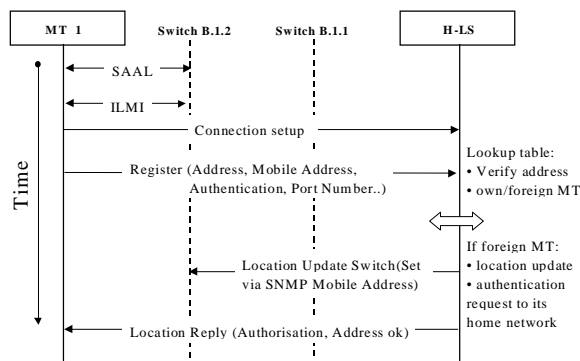 MT 1
Switch B.1.2
Switch B.1.1
H-LS
SAAL
ILMI
Connection setup
Register (Address, Mobile Address,
Authentication, Port Number..)
Lookup table:
• Verify address
• own/foreign MT
Time
Location Update Switch(Set
via SNMP Mobile Address)
If foreign MT:
• location update
• authentication
request to its
home network
Location Reply (Authorisation, Address ok)